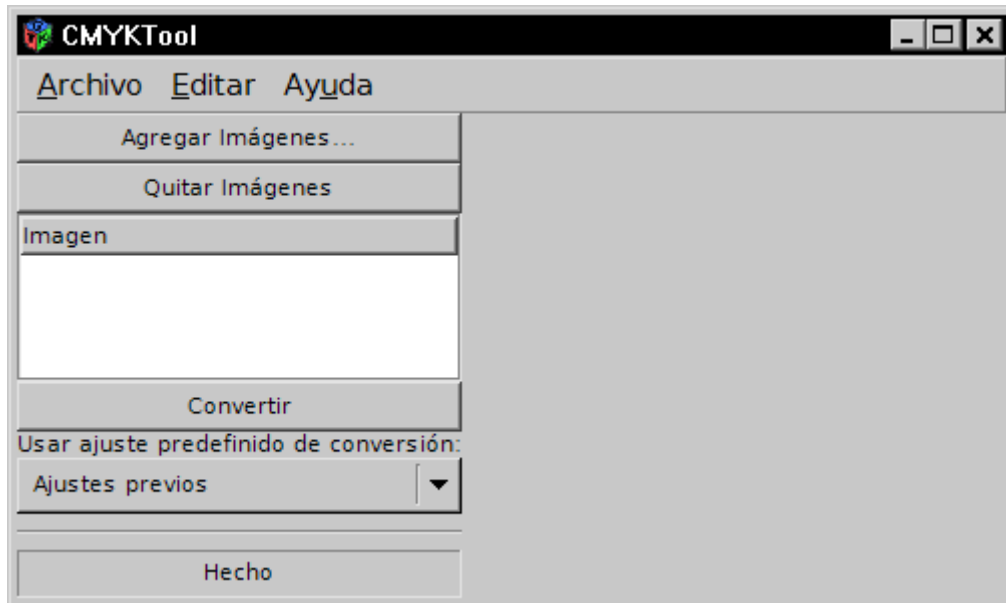 CMYKTool
Archivo Editar Ayuda
Agregar Imágenes...
Quitar Imágenes
Imagen
Convertir
Usar ajuste predefinido de conversión:
Ajustes previos
Hecho